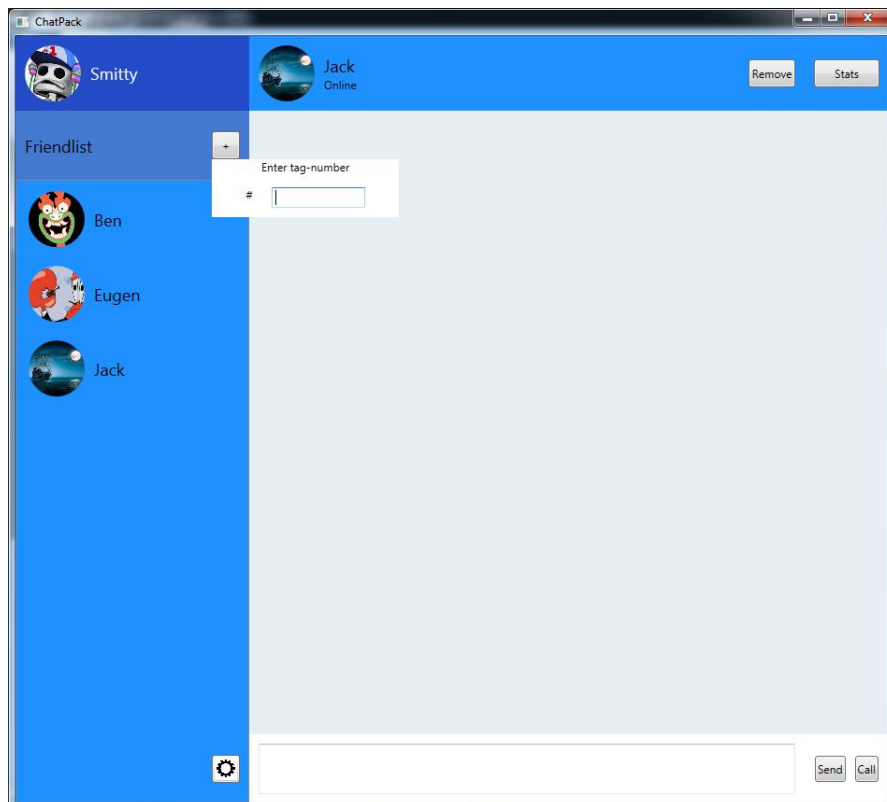 ChatPack
Smitty
Jack
Online
Remove
Stats
Friendlist
+
Enter tag-number
#
Ben
Eugen
Jack
Send
Call